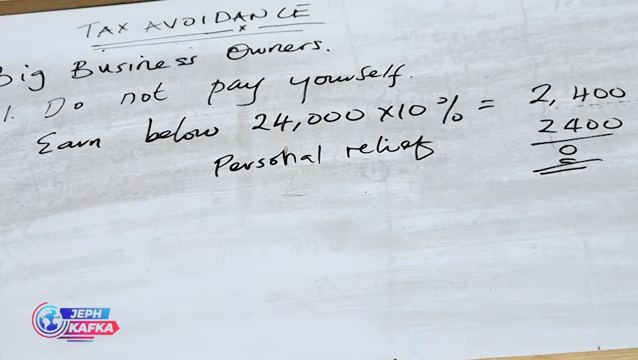 TAX AVOIDANCE
Big Business Owners.
1. Do not pay yourself.
Earn below 24,000 x10% = 2,400
Personal relief 2400
0
JEPH
KAFKA